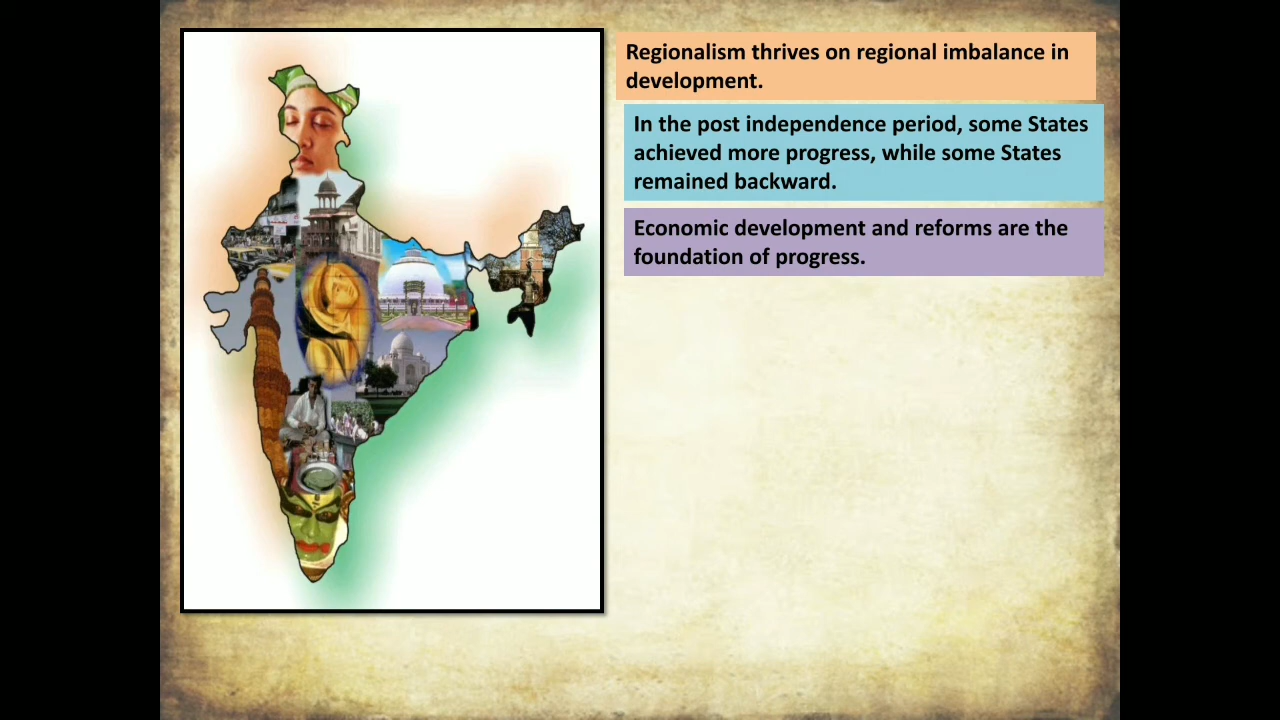 Regionalism thrives on regional imbalance in
development.
In the post independence period, some States
achieved more progress, while some States
remained backward.
Economic development and reforms are the
foundation of progress.